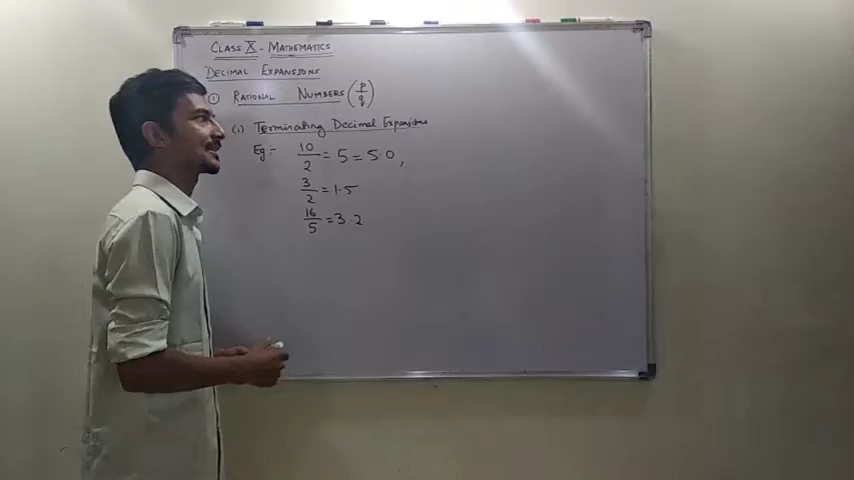 CLASS X - MATHEMATICS
DECIMAL EXPANSIONS
① RATIONAL NUMBERS (p/q)
(i) Terminating Decimal Expansions
Eg:- 10/2 = 5 = 5.0,
3/2 = 1.5
16/5 = 3.2